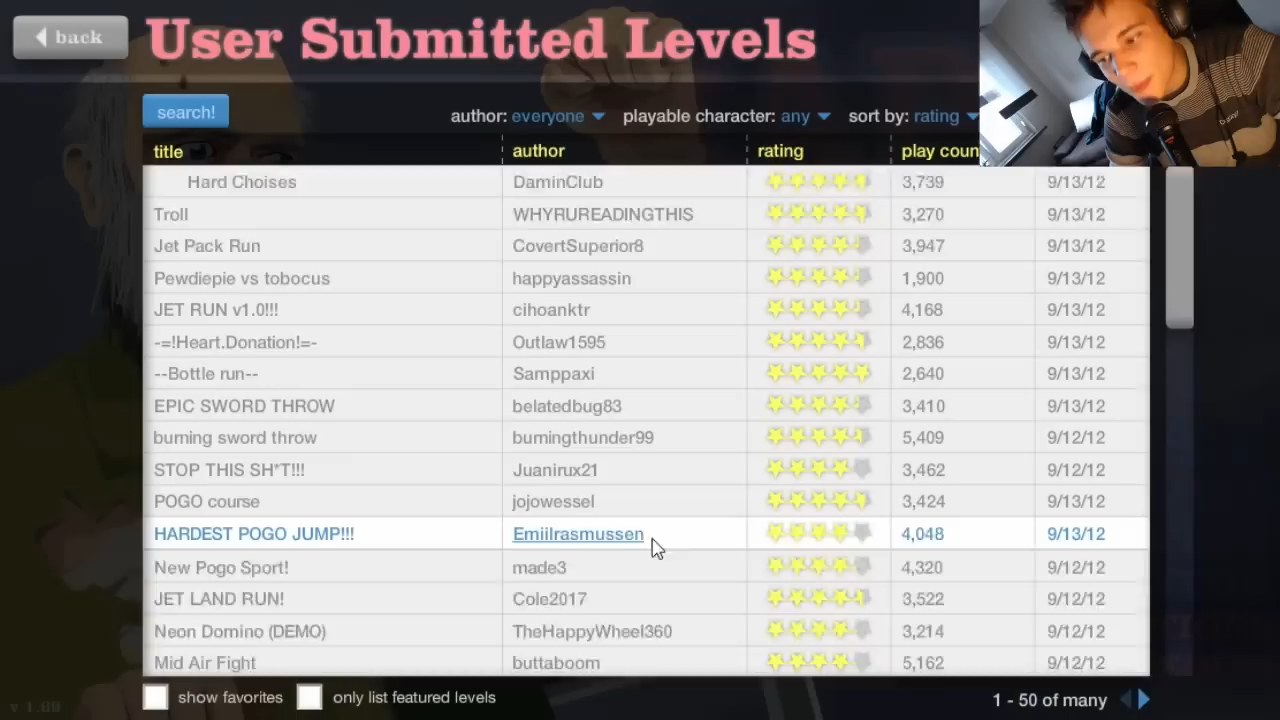 back
User Submitted Levels
search!
author: everyone playable character: any sort by: rating
title author rating play coun
Hard Choises DaminClub 3,739 9/13/12
Troll WHYRUREADINGTHIS 3,270 9/13/12
Jet Pack Run CovertSuperior8 3,947 9/13/12
Pewdiepie vs tobocus happyassassin 1,900 9/13/12
JET RUN v1.0!!! cihoanktr 4,168 9/13/12
-=!Heart.Donation!=- Outlaw1595 2,836 9/13/12
--Bottle run-- Samppaxi 2,640 9/13/12
EPIC SWORD THROW belatedbug83 3,410 9/13/12
burning sword throw burningthunder99 5,409 9/12/12
STOP THIS SH*T!!! Juanirux21 3,462 9/12/12
POGO course jojowessel 3,424 9/13/12
HARDEST POGO JUMP!!! Emiilrasmussen 4,048 9/13/12
New Pogo Sport! made3 4,320 9/12/12
JET LAND RUN! Cole2017 3,522 9/12/12
Neon Domino (DEMO) TheHappyWheel360 3,214 9/12/12
Mid Air Fight buttaboom 5,162 9/12/12
show favorites only list featured levels 1 - 50 of many